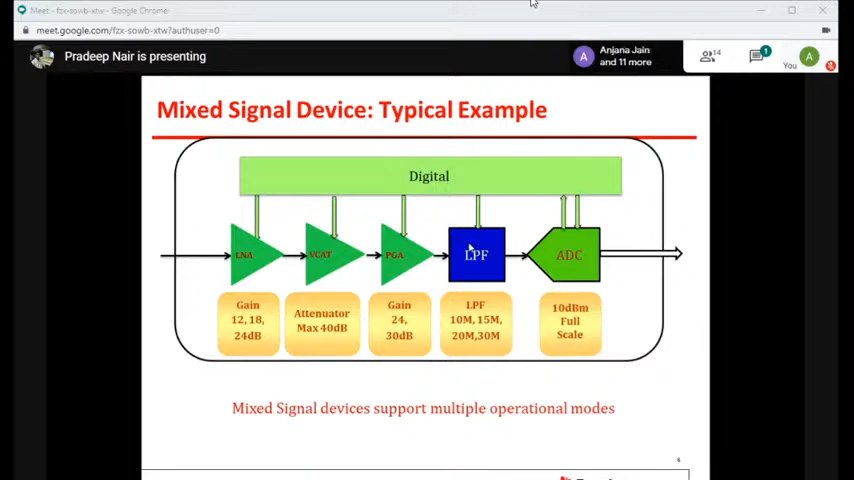 Meet - fzx-sowb-xtw - Google Chrome
meet.google.com/fzx-sowb-xtw?authuser=0
Pradeep Nair is presenting
A
Anjana Jain
and 11 more
14
1
You
A
Mixed Signal Device: Typical Example
Digital
LNA
VCAT
PGA
LPF
ADC
Gain
12, 18,
24dB
Attenuator
Max 40dB
Gain
24,
30dB
LPF
10M, 15M,
20M,30M
10dBm
Full
Scale
Mixed Signal devices support multiple operational modes
6